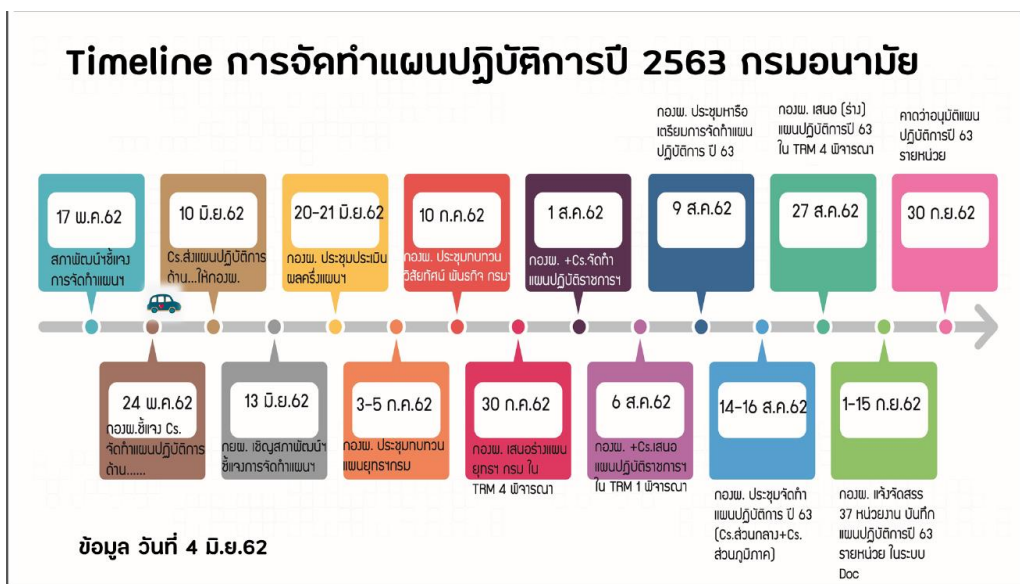 Timeline การจัดทำแผนปฏิบัติการปี 2563 กรมอนามัย
17 พ.ค.62
สภาพัฒน์ฯชี้แจง
การจัดทำแผนฯ
24 พ.ค.62
กองผ.ชี้แจง Cs.
จัดทำแผนปฏิบัติการ
ด้าน......
10 มิ.ย.62
Cs.ส่งแผนปฏิบัติการ
ด้าน...ให้กองผ.
13 มิ.ย.62
กยผ. เชิญสภาพัฒน์ฯ
ชี้แจงการจัดทำแผนฯ
20-21 มิ.ย.62
กองผ. ประชุมประเมิน
ผลครึ่งแผนฯ
3-5 ก.ค.62
กองผ. ประชุมทบทวน
แผนยุทธฯกรม
10 ก.ค.62
กองผ. ประชุมทบทวน
วิสัยทัศน์ พันธกิจ กรมฯ
30 ก.ค.62
กองผ. เสนอร่างแผน
ยุทธฯ กรม ใน
TRM 4 พิจารณา
1 ส.ค.62
กองผ. +Cs.จัดทำ
แผนปฏิบัติราชการฯ
6 ส.ค.62
กองผ. +Cs.เสนอ
แผนปฏิบัติราชการฯ
ใน TRM 1 พิจารณา
กองผ. ประชุมหารือ
เตรียมการจัดทำแผน
ปฏิบัติการ ปี 63
9 ส.ค.62
14-16 ส.ค.62
กองผ. ประชุมจัดทำ
แผนปฏิบัติการ ปี 63
(Cs.ส่วนกลาง+Cs.
ส่วนภูมิภาค)
กองผ. เสนอ (ร่าง)
แผนปฏิบัติการปี 63
ใน TRM 4 พิจารณา
27 ส.ค.62
1-15 ก.ย.62
กองผ. แจ้งจัดสรร
37 หน่วยงาน บันทึก
แผนปฏิบัติการปี 63
รายหน่วย ในระบบ
Doc
คาดว่าอนุมัติแผน
ปฏิบัติการปี 63
รายหน่วย
30 ก.ย.62
ข้อมูล วันที่ 4 มิ.ย.62